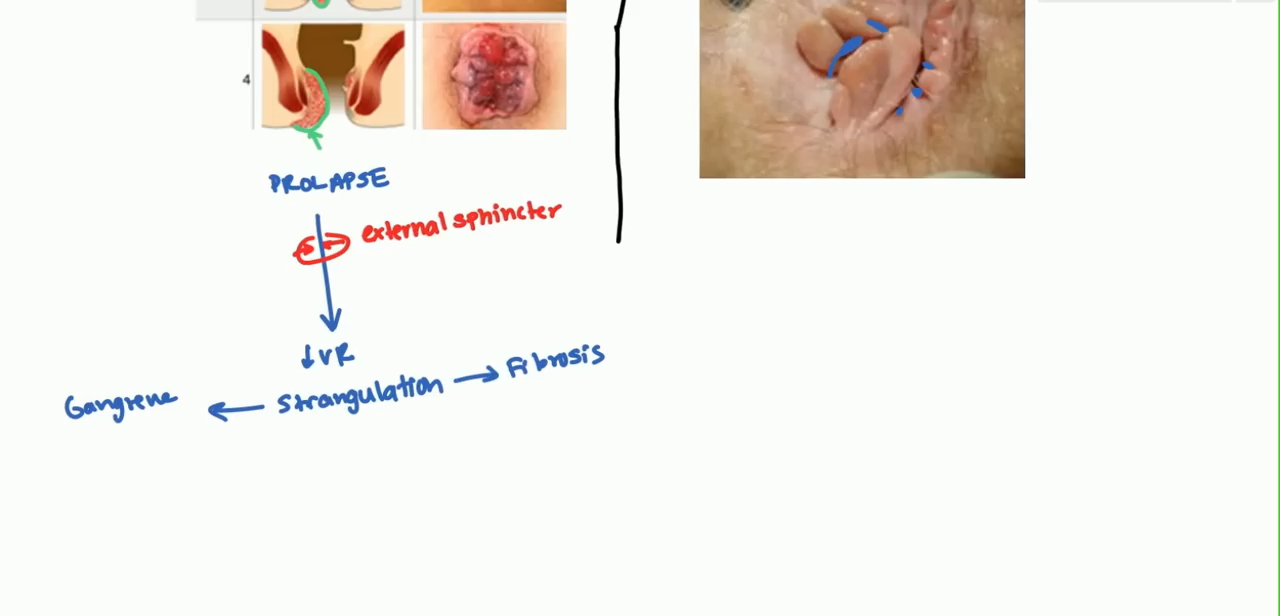 4
PROLAPSE
external sphincter
↓VR
Gangrene ← Strangulation → Fibrosis